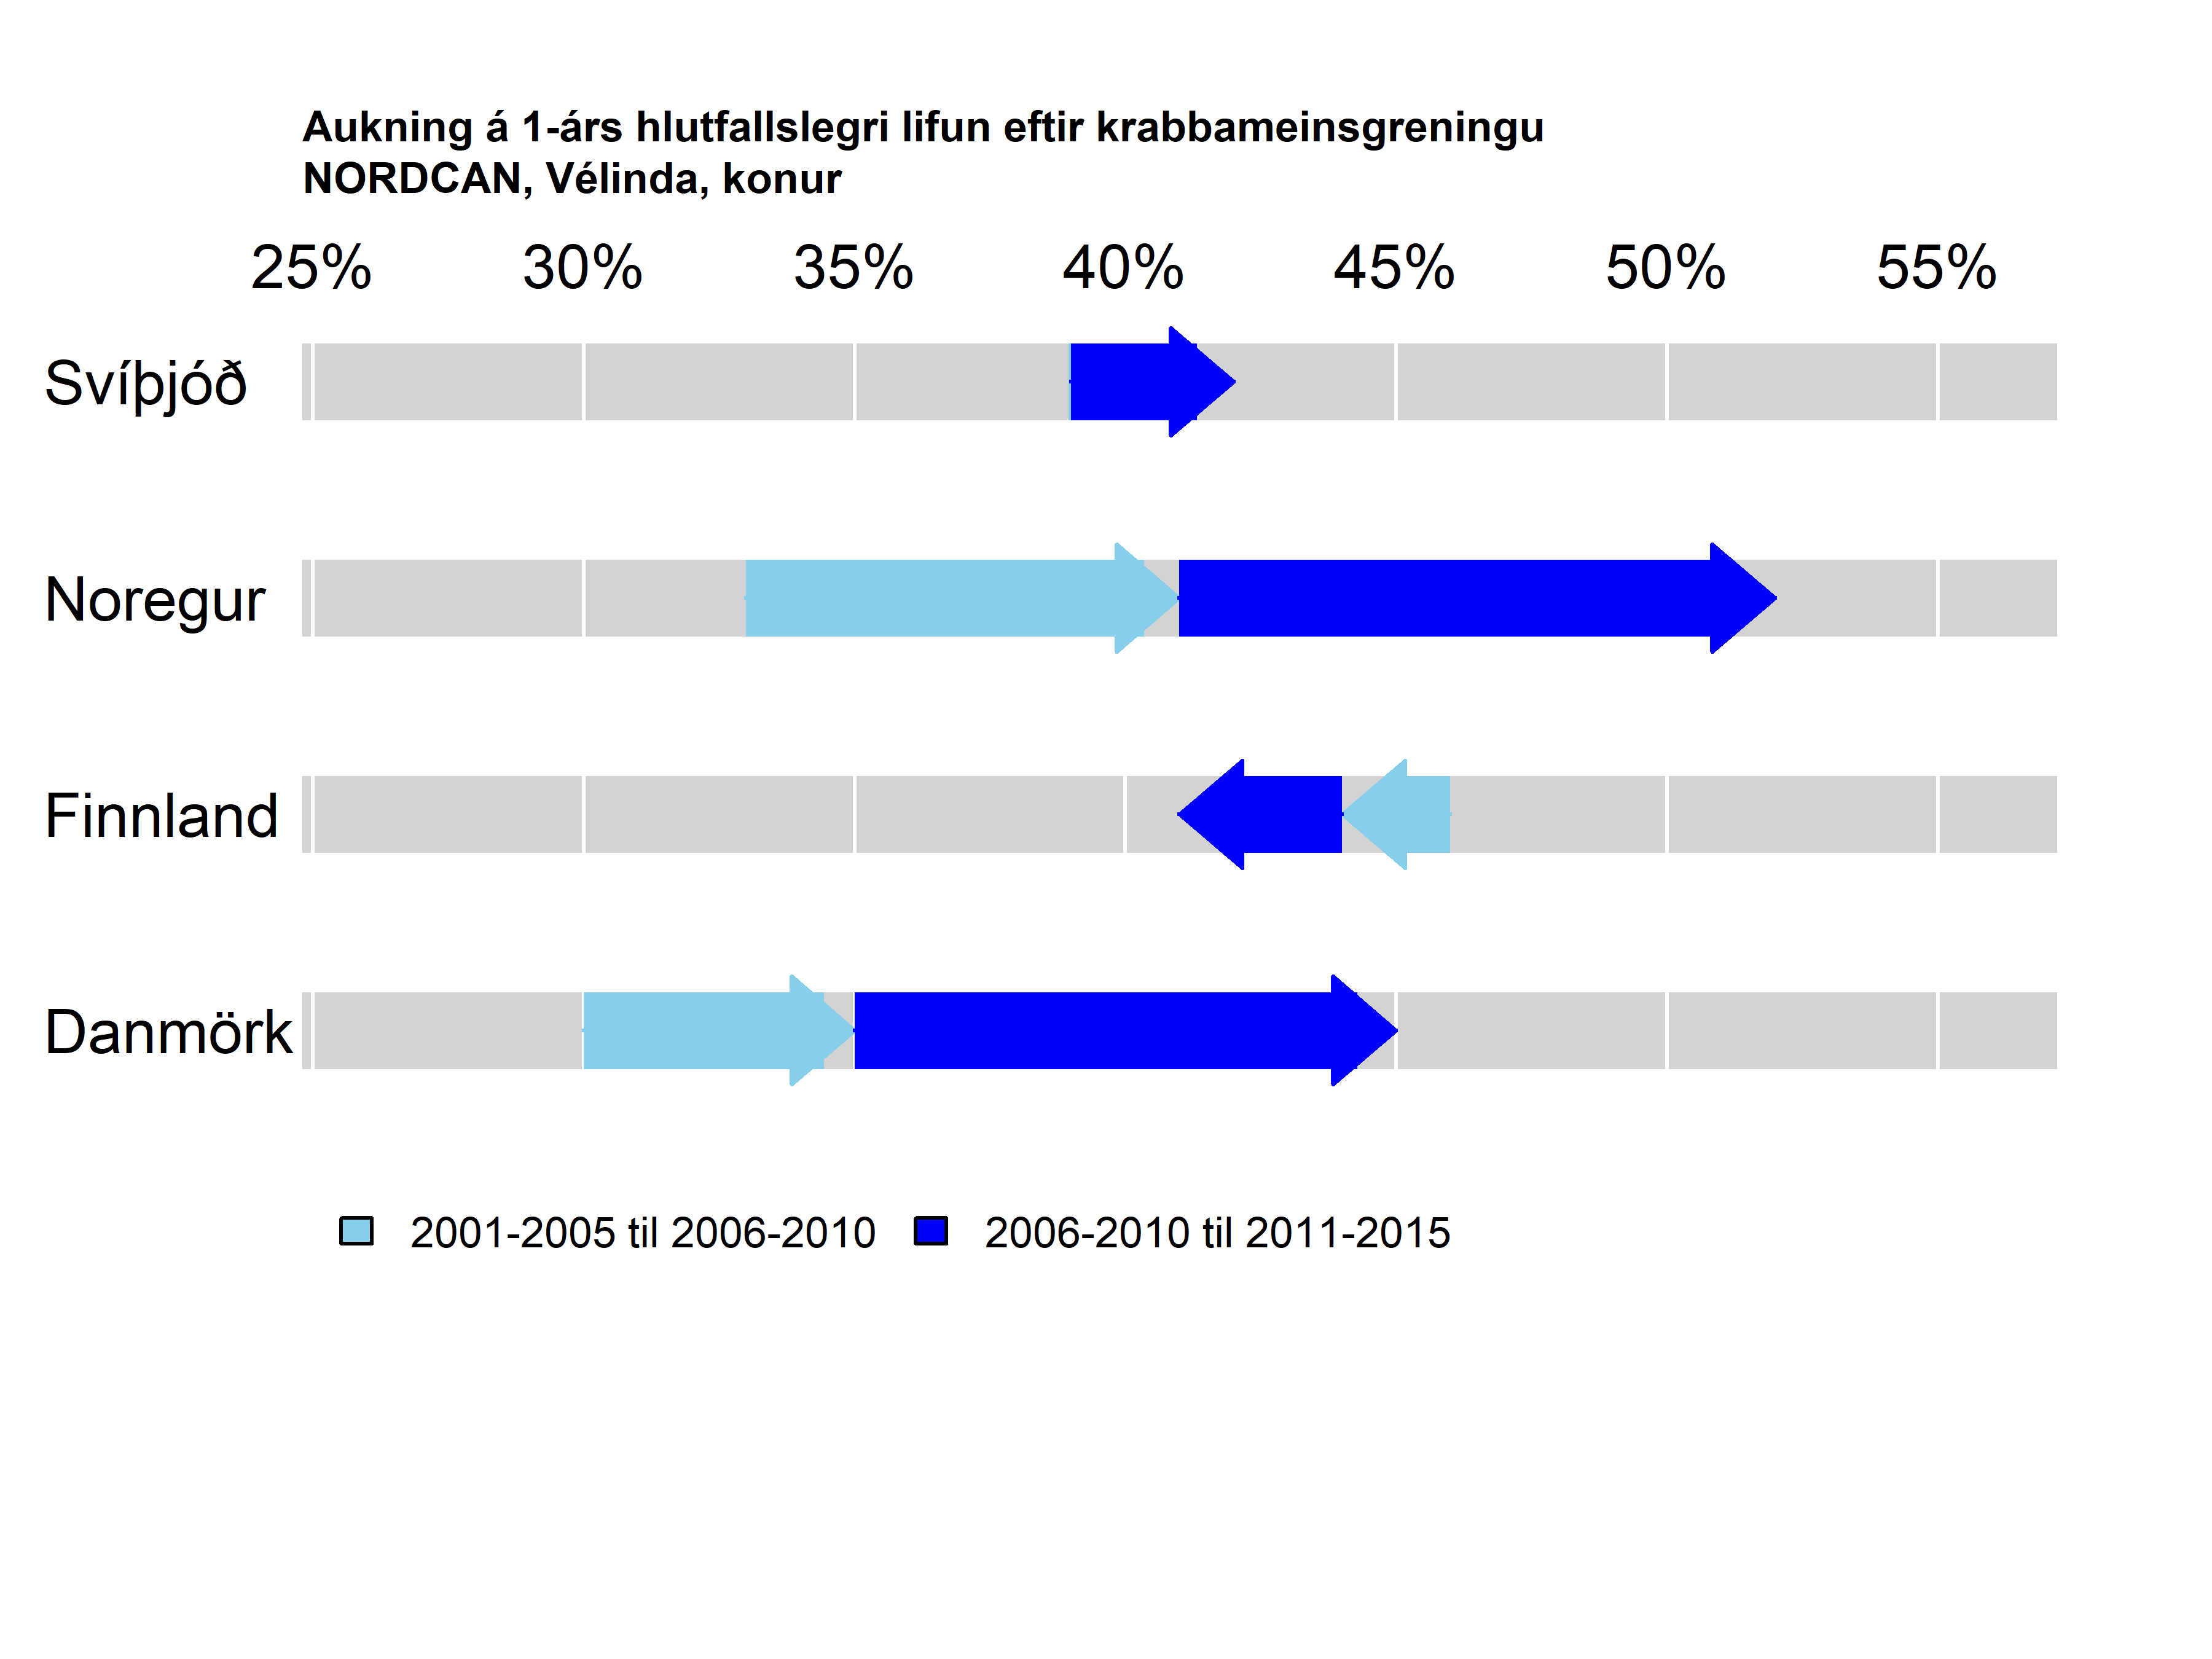 Aukning á 1-árs hlutfallslegri lifun eftir krabbameinsgreningu
NORDCAN, Vélinda, konur
25% 30% 35% 40% 45% 50% 55%
Svíþjóð
Noregur
Finnland
Danmörk
2001-2005 til 2006-2010 2006-2010 til 2011-2015